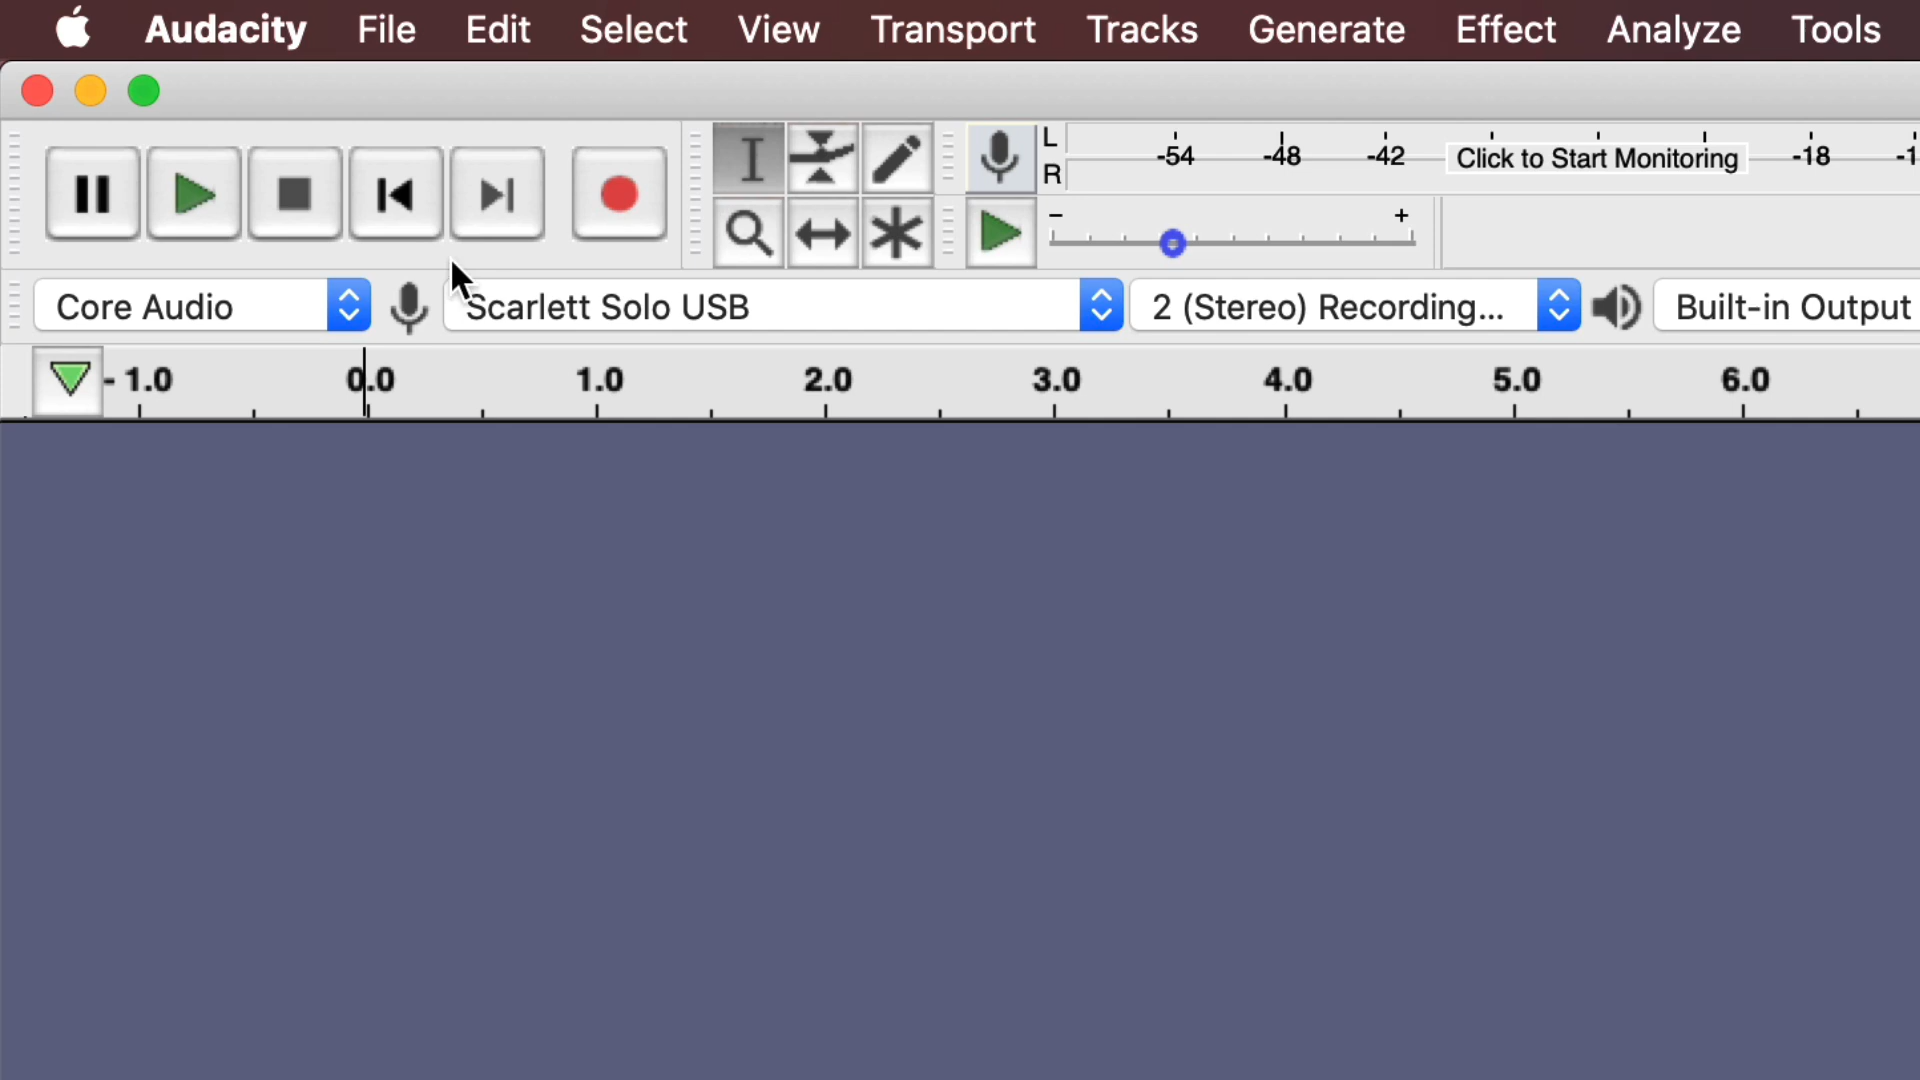 Audacity File Edit Select View Transport Tracks Generate Effect Analyze Tools
L
-54 -48 -42 Click to Start Monitoring -18 -1
R
- +
Core Audio Scarlett Solo USB 2 (Stereo) Recording... Built-in Output
- 1.0 0.0 1.0 2.0 3.0 4.0 5.0 6.0